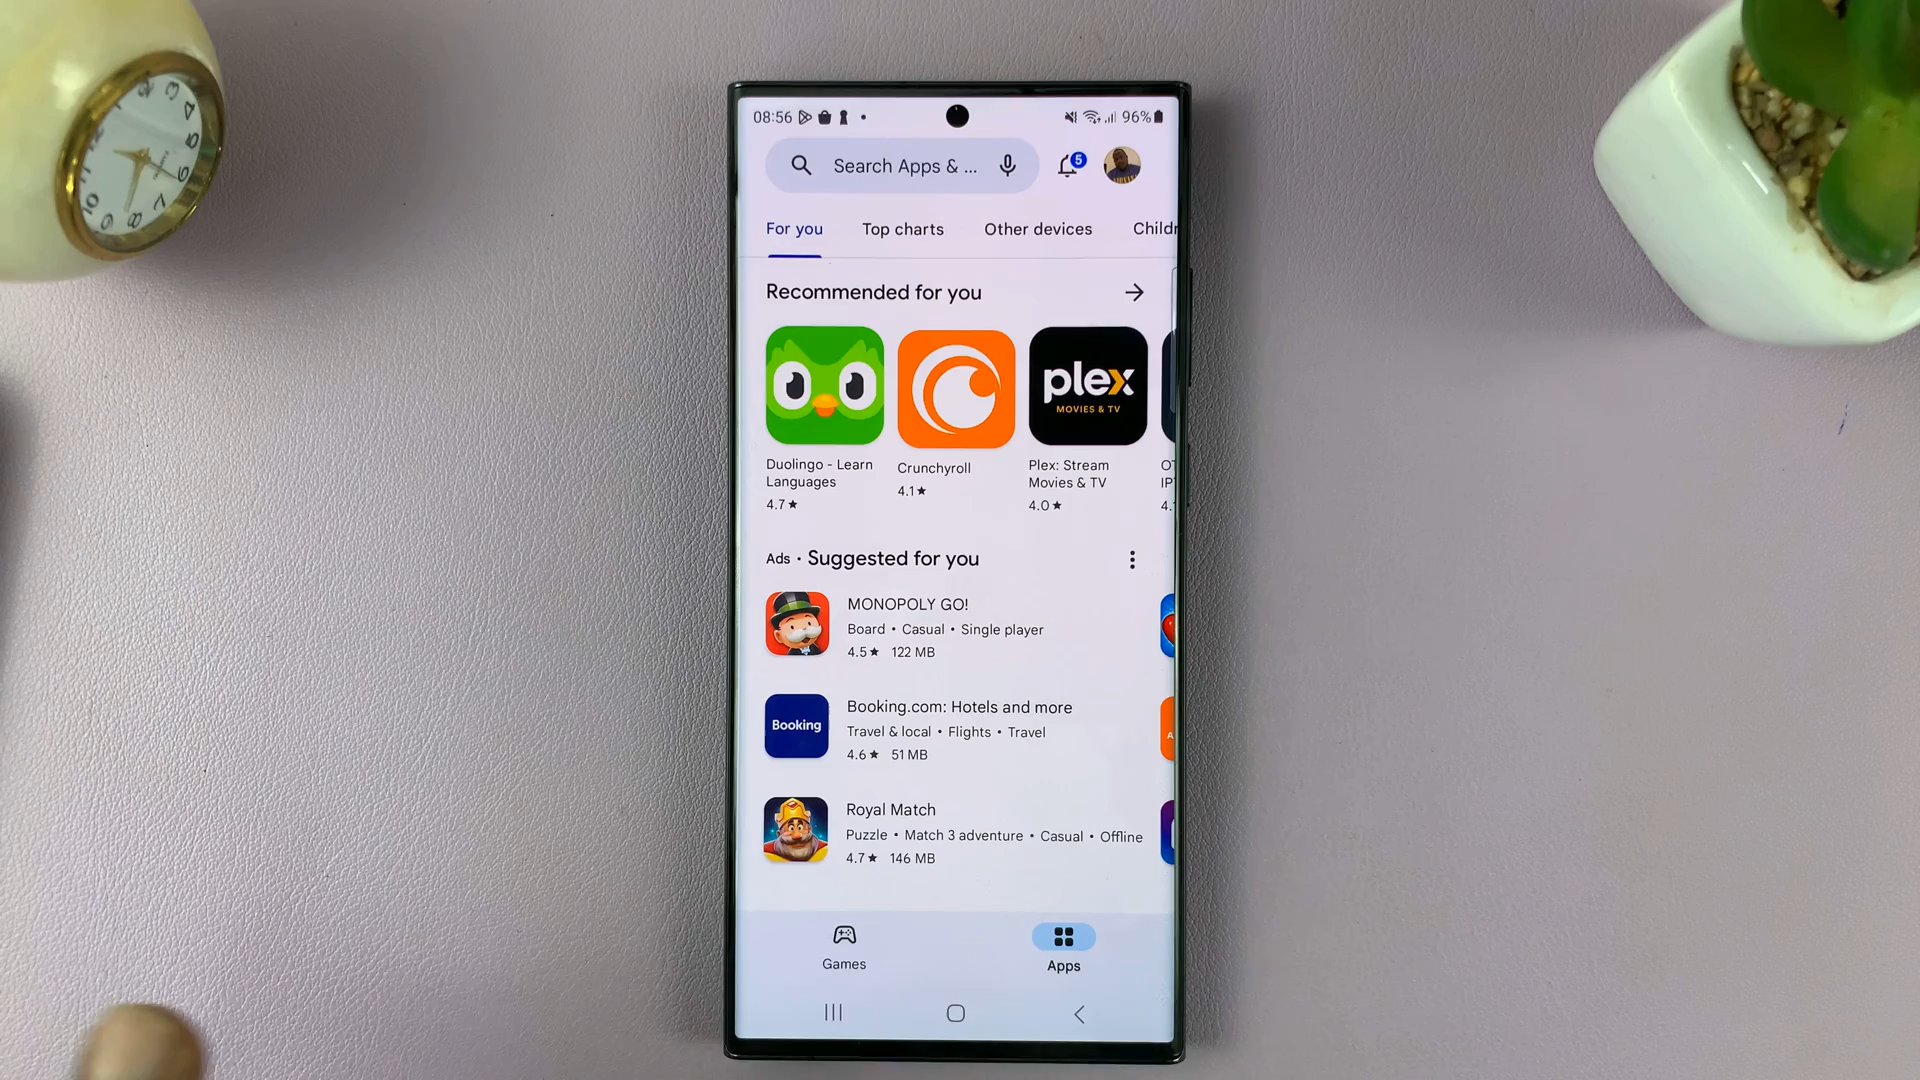 08:56
96%
Search Apps & ...
5
For you
Top charts
Other devices
Childr
Recommended for you
plex
MOVIES & TV
Duolingo - Learn
Languages
4.7★
Crunchyroll
4.1★
Plex: Stream
Movies & TV
4.0★
Ads • Suggested for you
MONOPOLY GO!
Board • Casual • Single player
4.5★ 122 MB
Booking
Booking.com: Hotels and more
Travel & local • Flights • Travel
4.6★ 51 MB
Royal Match
Puzzle • Match 3 adventure • Casual • Offline
4.7★ 146 MB
Games
Apps